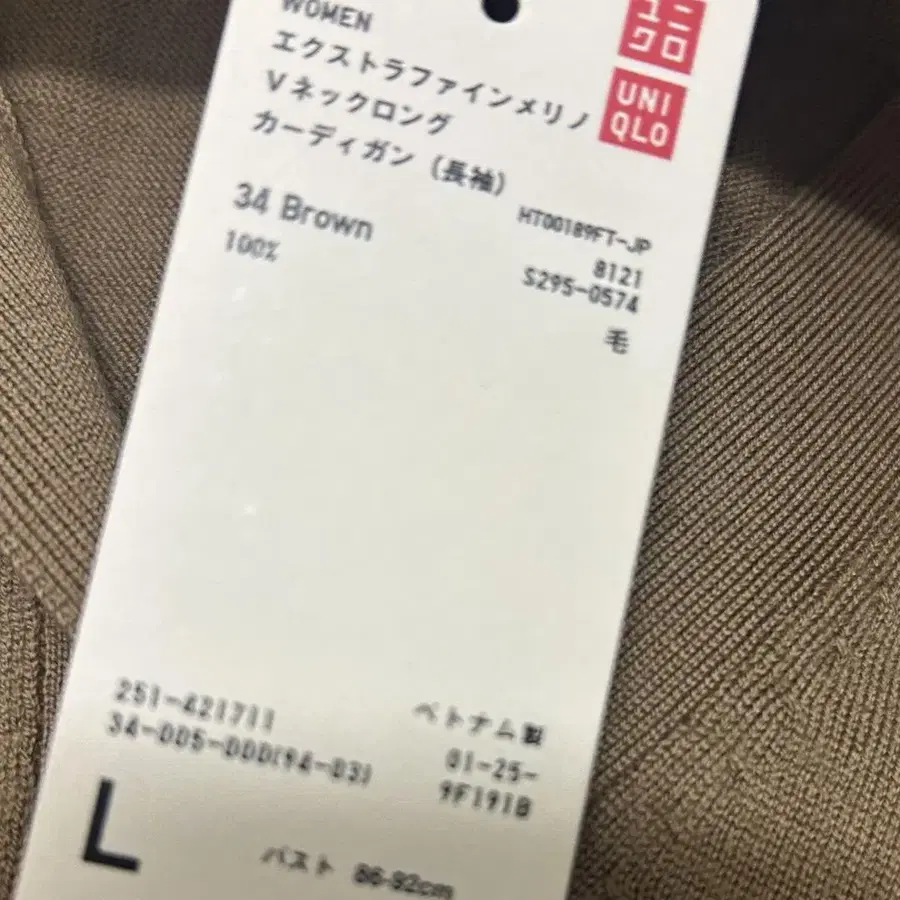 WOMEN
エクストラファインメリノ
Vネックロング
カーディガン (長袖)
ユニ
クロ
UNI
QLO
34 Brown
100%
HT00189FT-JP
8121
S295-0574
毛
251-421711
34-005-000(94-03)
ベトナム製
01-25-
9F191B
L
バスト 86-92cm